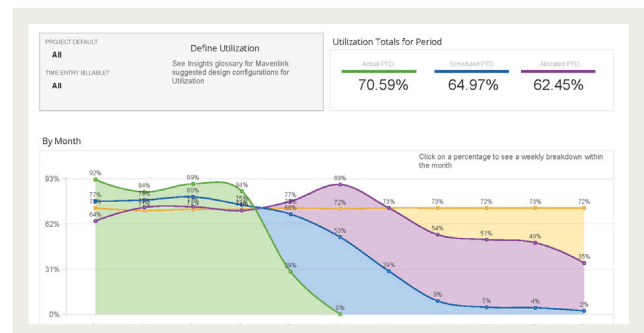 PROJECT DEFAULT
All
TIME ENTRY BILLABLE?
All
Define Utilization
See Insights glossary for Mavenlink
suggested design configurations for
Utilization
Utilization Totals for Period
Actual PTD
Scheduled PTD
Allocated PTD
70.59%
64.97%
62.45%
By Month
Click on a percentage to see a weekly breakdown within
the month
93%
62%
31%
0%
92%
84%
89%
84%
77%
80%
64%
77%
68%
29%
89%
72%
53%
0%
73%
29%
73%
54%
9%
72%
51%
5%
73%
49%
4%
72%
35%
2%